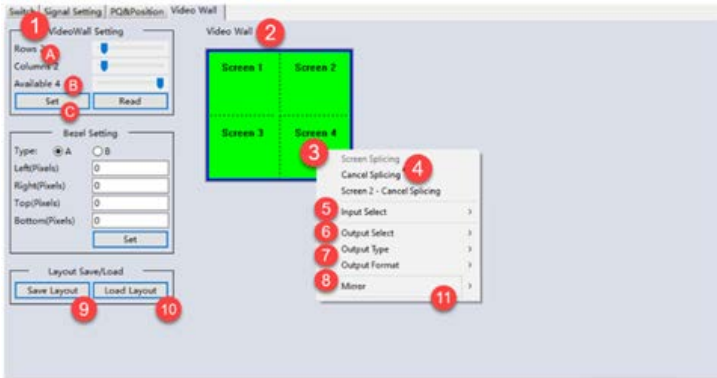 Switch Signal Setting PQ&Position Video Wall
1 VideoWall Setting
Video Wall 2
Rows 2 A
Columns 2
Available 4 B
Set Read
C
Screen 1 Screen 2
Screen 3 Screen 4
Bezel Setting
Type: A B
Left(Pixels) 0
Right(Pixels) 0
Top(Pixels) 0
Bottom(Pixels) 0
Set
3 Screen Splicing
Cancel Splicing 4
Screen 2 - Cancel Splicing
5 Input Select >
6 Output Select >
7 Output Type >
Output Format >
8 Mirror >
11
Layout Save/Load
Save Layout Load Layout
9 10